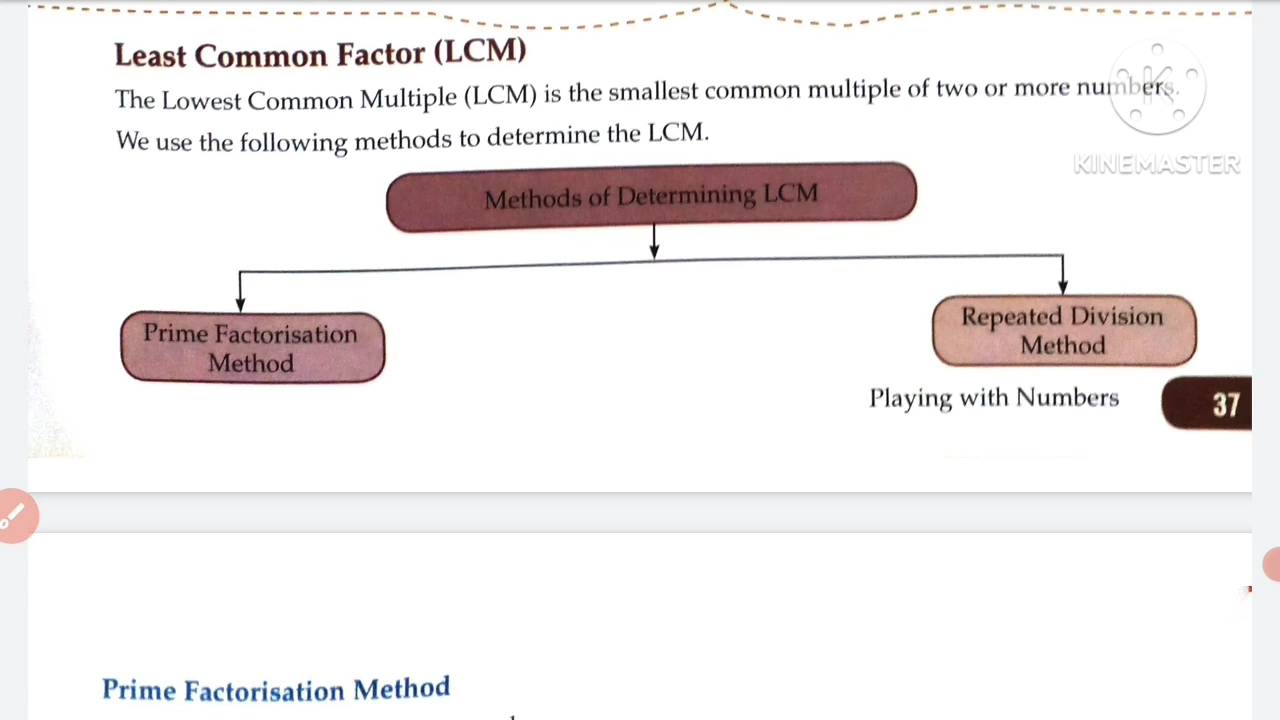 Least Common Factor (LCM)
The Lowest Common Multiple (LCM) is the smallest common multiple of two or more numbers.
We use the following methods to determine the LCM.
KINEMASTER
Methods of Determining LCM
Prime Factorisation
Method
Repeated Division
Method
Playing with Numbers
37
Prime Factorisation Method